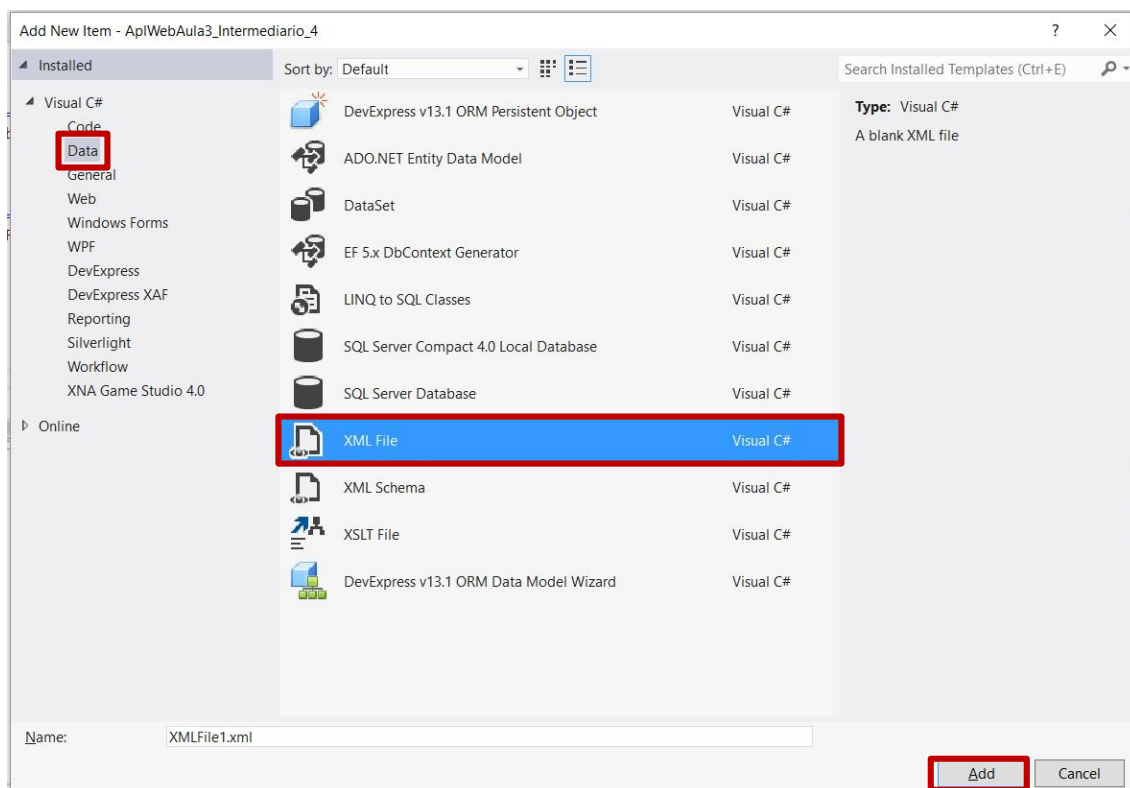 Add New Item - AplWebAula3_Intermediario_4
Installed
Sort by: Default
Search Installed Templates (Ctrl+E)
Visual C#
Code
Data
General
Web
Windows Forms
WPF
DevExpress
DevExpress XAF
Reporting
Silverlight
Workflow
XNA Game Studio 4.0
Online
DevExpress v13.1 ORM Persistent Object Visual C#
ADO.NET Entity Data Model Visual C#
DataSet Visual C#
EF 5.x DbContext Generator Visual C#
LINQ to SQL Classes Visual C#
SQL Server Compact 4.0 Local Database Visual C#
SQL Server Database Visual C#
XML File Visual C#
XML Schema Visual C#
XSLT File Visual C#
DevExpress v13.1 ORM Data Model Wizard Visual C#
Type: Visual C#
A blank XML file
Name: XMLFile1.xml
Add Cancel